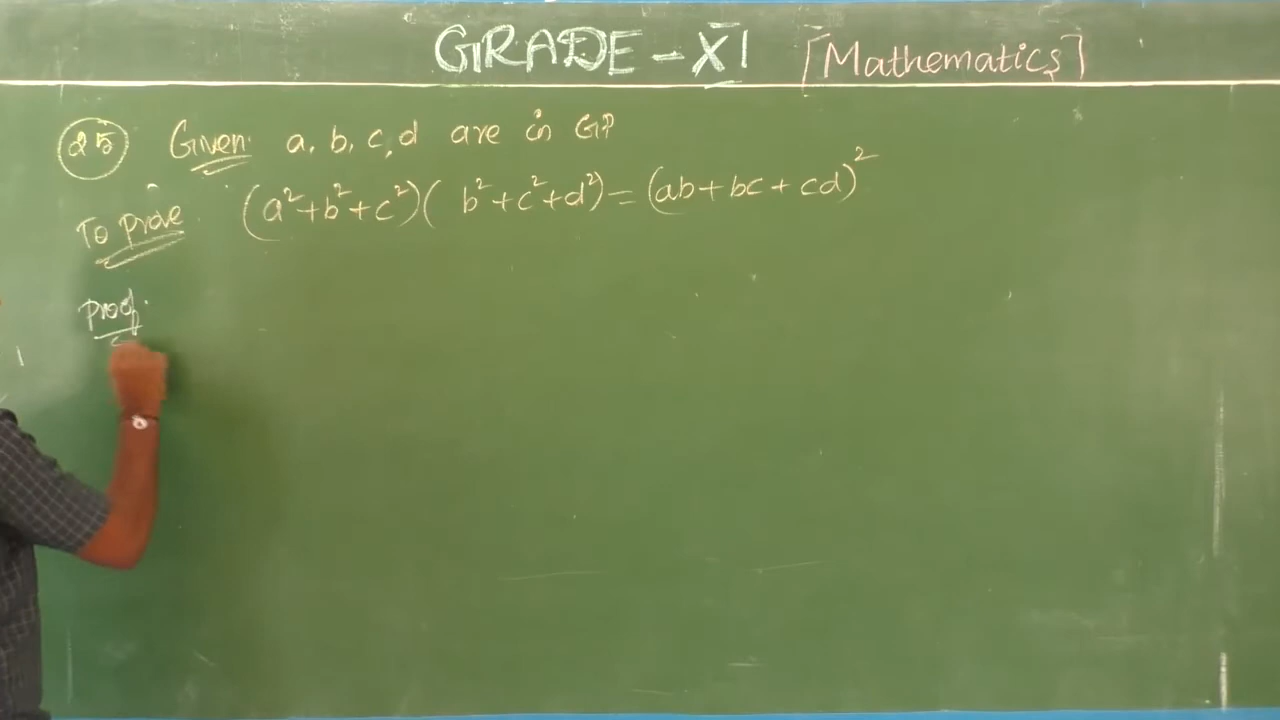 GRADE - XI [Mathematics]
25 Given: a, b, c, d are in GP
To prove (a²+b²+c²)(b²+c²+d²)=(ab+bc+cd)²
Proof: